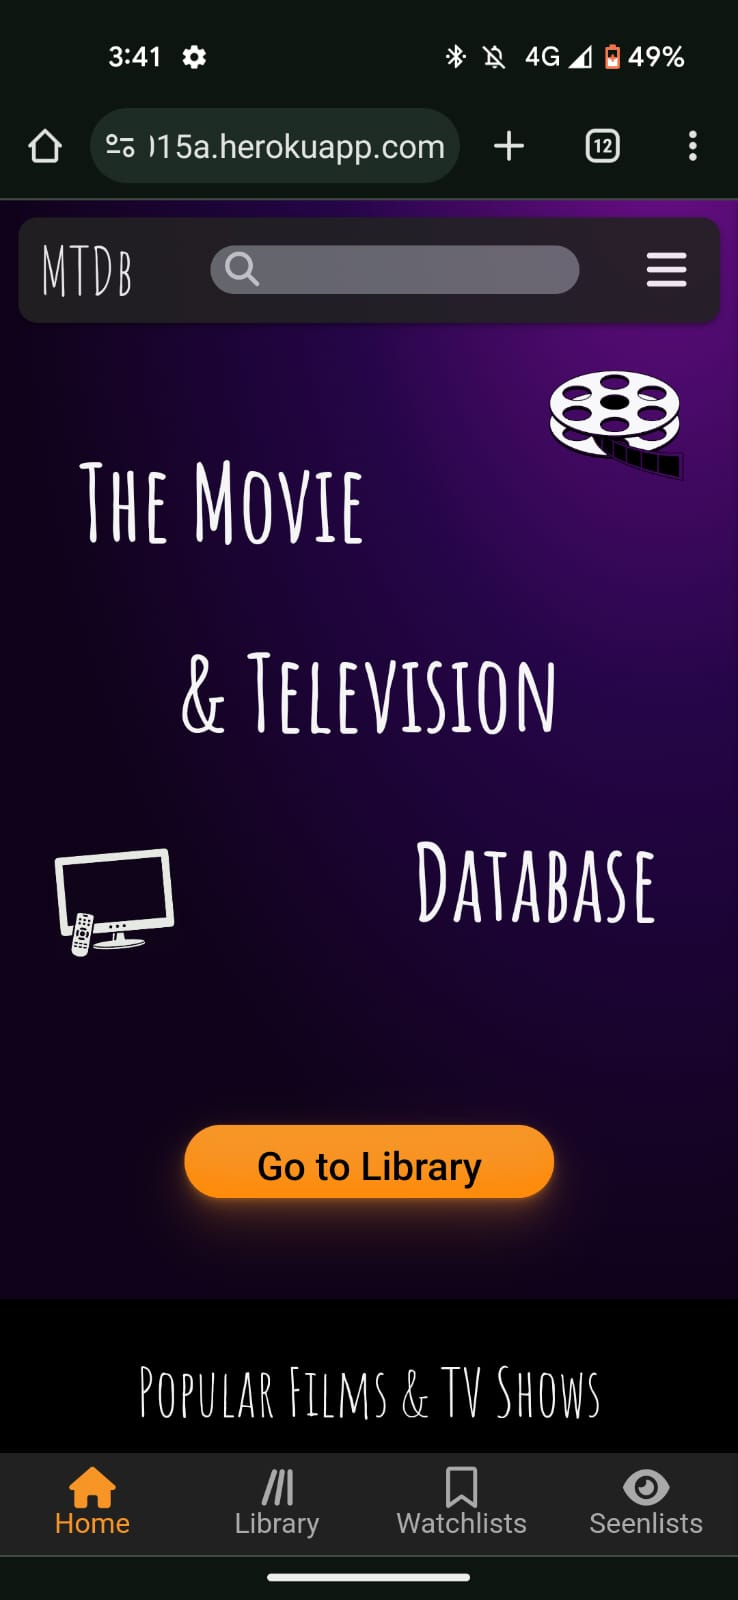 3:41 4G 49%
)15a.herokuapp.com 12
MTDb
The Movie
& Television
Database
Go to Library
Popular Films & TV Shows
Home Library Watchlists Seenlists